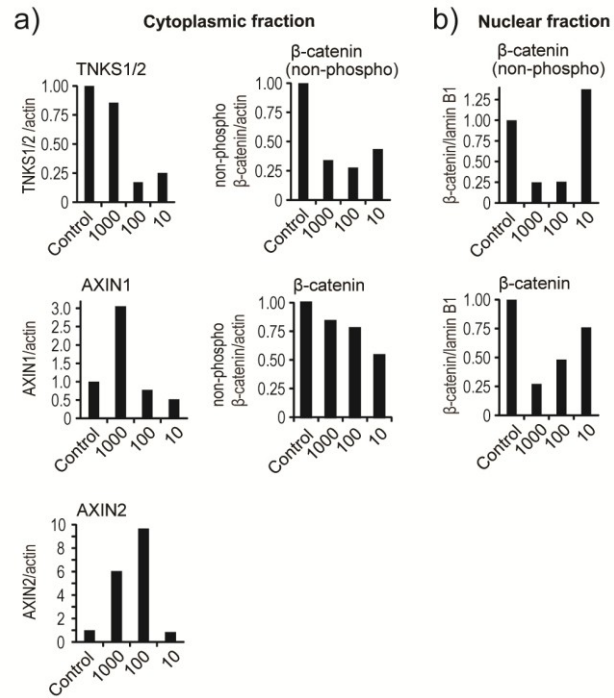 a)
Cytoplasmic fraction
TNKS1/2
TNKS1/2 /actin
1.00
0.75
0.50
0.25
0
Control
1000
100
10
β-catenin
(non-phospho)
non-phospho
β-catenin/actin
1.00
0.75
0.50
0.25
0
Control
1000
100
10
AXIN1
AXIN1/actin
3.0
2.5
2.0
1.5
1.0
0.5
0
Control
1000
100
10
β-catenin
non-phospho
β-catenin/actin
1.00
0.75
0.50
0.25
0
Control
1000
100
10
AXIN2
AXIN2/actin
10
8
6
4
2
0
Control
1000
100
10
b)
Nuclear fraction
β-catenin
(non-phospho)
β-catenin/lamin B1
1.25
1.00
0.75
0.50
0.25
0
Control
1000
100
10
β-catenin
β-catenin/lamin B1
1.00
0.75
0.50
0.25
0
Control
1000
100
10